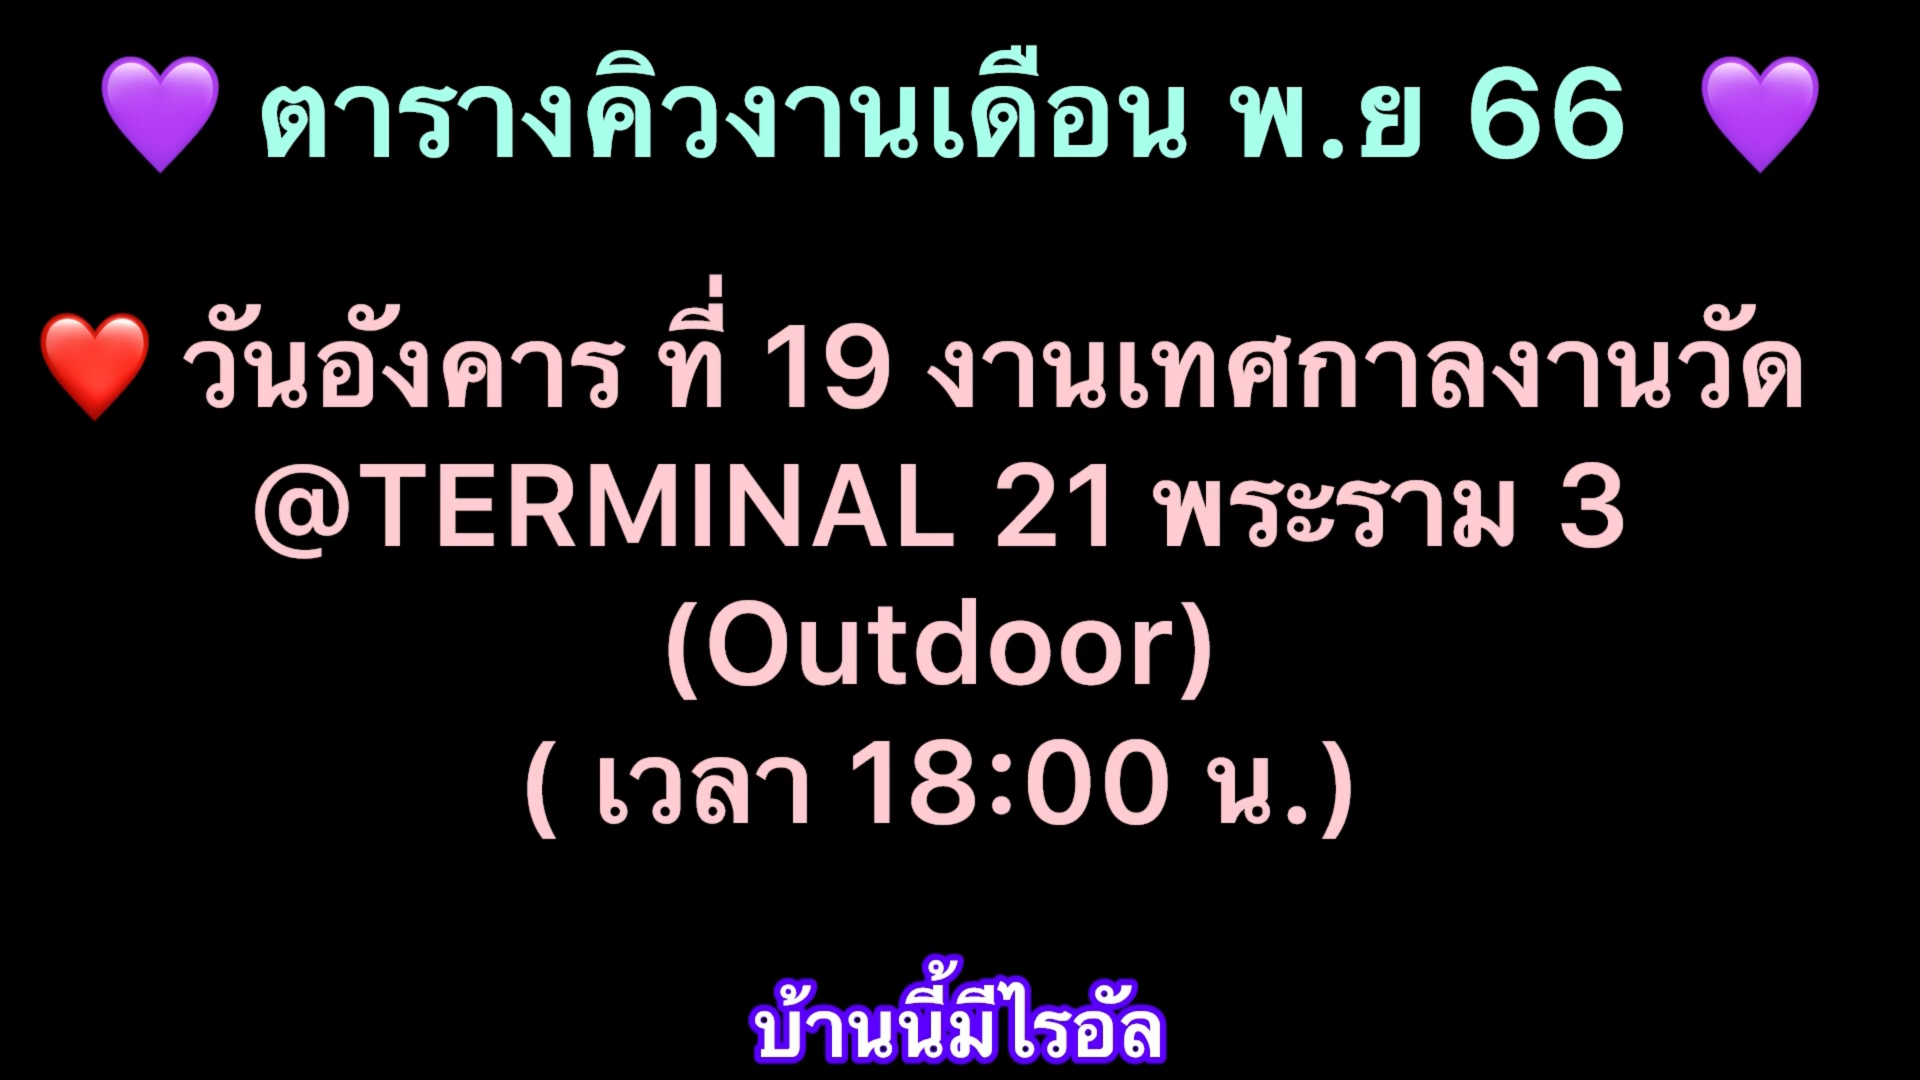 💜 ตารางคิวงานเดือน พ.ย 66 💜
❤️ วันอังคาร ที่ 19 งานเทศกาลงานวัด
@TERMINAL 21 พระราม 3
(Outdoor)
( เวลา 18:00 น.)
บ้านนี้มีไรอัล